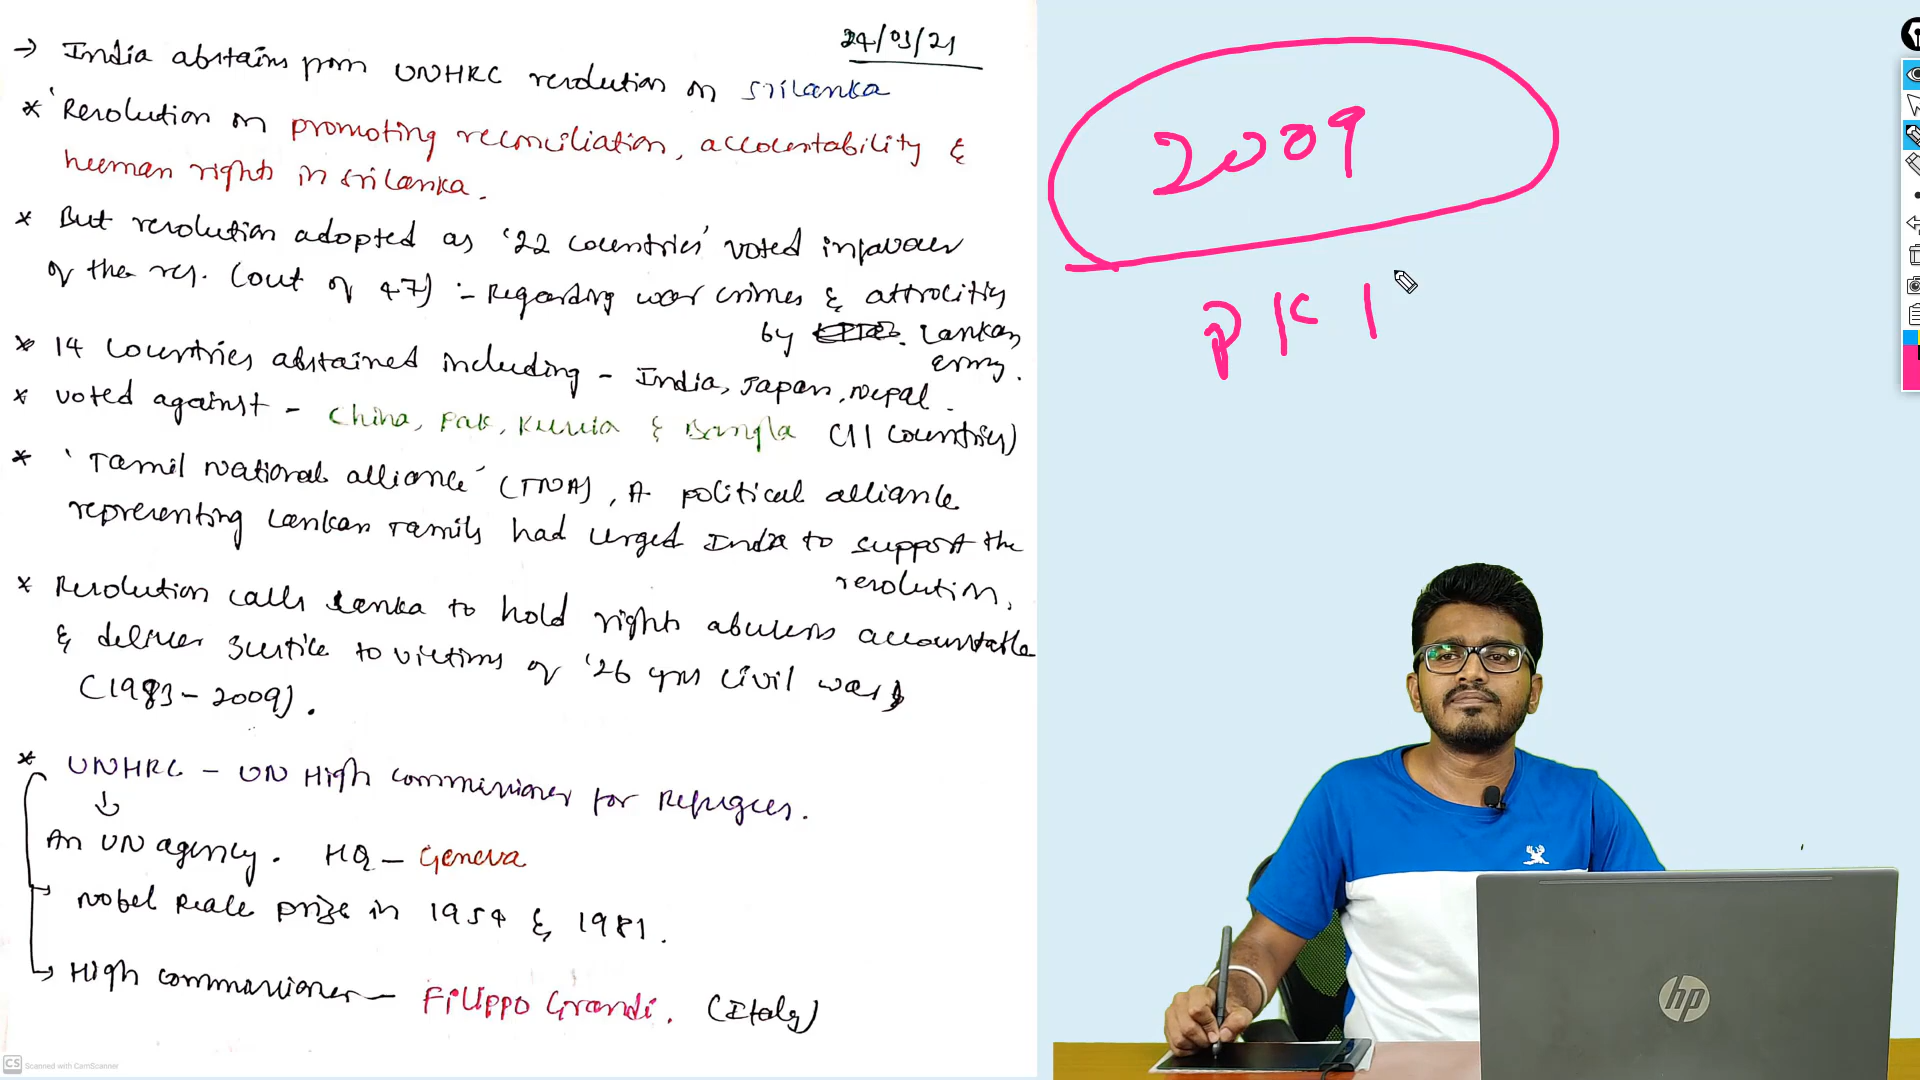 24/03/21
→ India abstains from UNHRC resolution on Srilanka
* 'Resolution on promoting reconciliation, accountability &
human rights in Srilanka.
* But resolution adopted as '22 countries' voted infavour
of the res. (out of 47) :- Regarding war crimes & attrocities
by Lankan
army.
* 14 countries abstained including - India, Japan, Nepal.
* voted against - China, Pak, Russia & Bangla (11 countries)
* 'Tamil National alliance' (TNA), A political alliance
representing Lankan Tamils had urged India to support the
resolution.
* Resolution calls Lanka to hold rights abusers accountable
& deliver justice to victims of '26 yrs civil war'
(1983-2009).
* UNHRC - UN High commissioner for Refugees.
An UN agency. HQ - Geneva
→ Nobel Peace prize in 1954 & 1981.
→ High commissioner - Filippo Grandi. (Italy)
2009
P K I
CS Scanned with CamScanner
hp